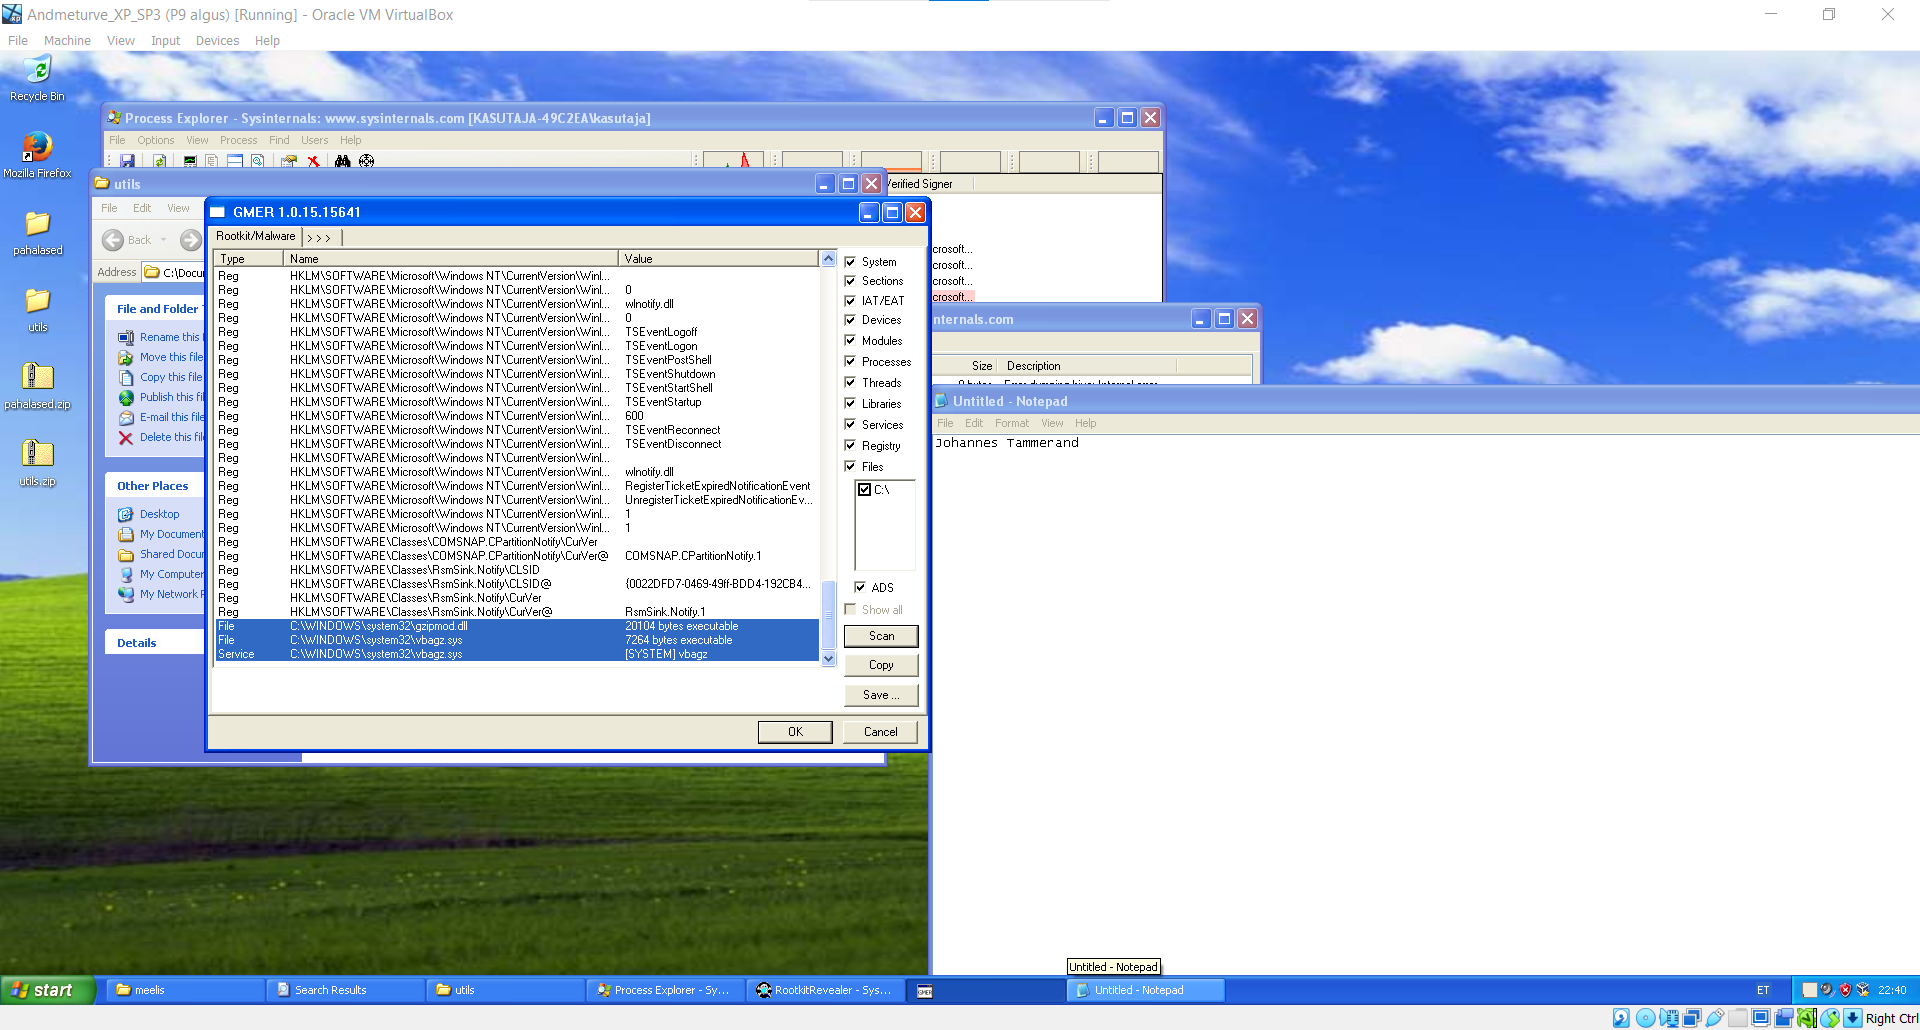 Andmeturve_XP_SP3 (P9 algus) [Running] - Oracle VM VirtualBox
File Machine View Input Devices Help
Recycle Bin
Mozilla Firefox
pahalased
utils
pahalased.zip
utils.zip
Process Explorer - Sysinternals: www.sysinternals.com [KASUTAJA-49C2EA\kasutaja]
File Options View Process Find Users Help
Verified Signer
crosoft...
crosoft...
crosoft...
crosoft...
utils
File Edit View
Back
Address C:\Docu
File and Folder T
Rename this
Move this file
Copy this file
Publish this fi
E-mail this file
Delete this file
Other Places
Desktop
My Document
Shared Docu
My Computer
My Network
Details
GMER 1.0.15.15641
Rootkit/Malware >>>
Type Name Value
Reg HKLM\SOFTWARE\Microsoft\Windows NT\CurrentVersion\Winl...
Reg HKLM\SOFTWARE\Microsoft\Windows NT\CurrentVersion\Winl... 0
Reg HKLM\SOFTWARE\Microsoft\Windows NT\CurrentVersion\Winl... wlnotify.dll
Reg HKLM\SOFTWARE\Microsoft\Windows NT\CurrentVersion\Winl... 0
Reg HKLM\SOFTWARE\Microsoft\Windows NT\CurrentVersion\Winl... TSEventLogoff
Reg HKLM\SOFTWARE\Microsoft\Windows NT\CurrentVersion\Winl... TSEventLogon
Reg HKLM\SOFTWARE\Microsoft\Windows NT\CurrentVersion\Winl... TSEventPostShell
Reg HKLM\SOFTWARE\Microsoft\Windows NT\CurrentVersion\Winl... TSEventShutdown
Reg HKLM\SOFTWARE\Microsoft\Windows NT\CurrentVersion\Winl... TSEventStartShell
Reg HKLM\SOFTWARE\Microsoft\Windows NT\CurrentVersion\Winl... TSEventStartup
Reg HKLM\SOFTWARE\Microsoft\Windows NT\CurrentVersion\Winl... 600
Reg HKLM\SOFTWARE\Microsoft\Windows NT\CurrentVersion\Winl... TSEventReconnect
Reg HKLM\SOFTWARE\Microsoft\Windows NT\CurrentVersion\Winl... TSEventDisconnect
Reg HKLM\SOFTWARE\Microsoft\Windows NT\CurrentVersion\Winl...
Reg HKLM\SOFTWARE\Microsoft\Windows NT\CurrentVersion\Winl... wlnotify.dll
Reg HKLM\SOFTWARE\Microsoft\Windows NT\CurrentVersion\Winl... RegisterTicketExpiredNotificationEvent
Reg HKLM\SOFTWARE\Microsoft\Windows NT\CurrentVersion\Winl... UnregisterTicketExpiredNotificationEv...
Reg HKLM\SOFTWARE\Microsoft\Windows NT\CurrentVersion\Winl... 1
Reg HKLM\SOFTWARE\Microsoft\Windows NT\CurrentVersion\Winl... 1
Reg HKLM\SOFTWARE\Classes\COMSNAP.CPartitionNotify\CurVer
Reg HKLM\SOFTWARE\Classes\COMSNAP.CPartitionNotify\CurVer@ COMSNAP.CPartitionNotify.1
Reg HKLM\SOFTWARE\Classes\RsmSink.Notify\CLSID
Reg HKLM\SOFTWARE\Classes\RsmSink.Notify\CLSID@ {0022DFD7-0469-49ff-BDD4-192CB4...
Reg HKLM\SOFTWARE\Classes\RsmSink.Notify\CurVer
Reg HKLM\SOFTWARE\Classes\RsmSink.Notify\CurVer@ RsmSink.Notify.1
File C:\WINDOWS\system32\gzipmod.dll 20104 bytes executable
File C:\WINDOWS\system32\vbagz.sys 7264 bytes executable
Service C:\WINDOWS\system32\vbagz.sys [SYSTEM] vbagz
System
Sections
IAT/EAT
Devices
Modules
Processes
Threads
Libraries
Services
Registry
Files
C:\
ADS
Show all
Scan
Copy
Save ...
OK Cancel
nternals.com
Size Description
Untitled - Notepad
File Edit Format View Help
Johannes Tammerand
Untitled - Notepad
start meelis Search Results utils Process Explorer - Sy... RootkitRevealer - Sys... GMER Untitled - Notepad ET 22:40
Right Ctrl